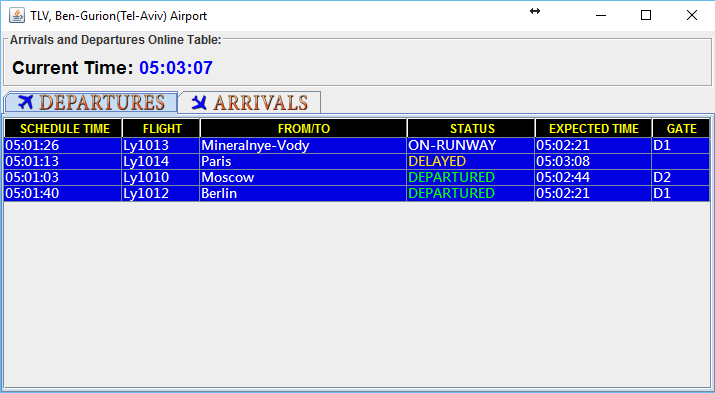 TLV, Ben-Gurion(Tel-Aviv) Airport
Arrivals and Departures Online Table:
Current Time: 05:03:07
DEPARTURES ARRIVALS
SCHEDULE TIME FLIGHT FROM/TO STATUS EXPECTED TIME GATE
05:01:26 Ly1013 Mineralnye-Vody ON-RUNWAY 05:02:21 D1
05:01:13 Ly1014 Paris DELAYED 05:03:08
05:01:03 Ly1010 Moscow DEPARTURED 05:02:44 D2
05:01:40 Ly1012 Berlin DEPARTURED 05:02:21 D1